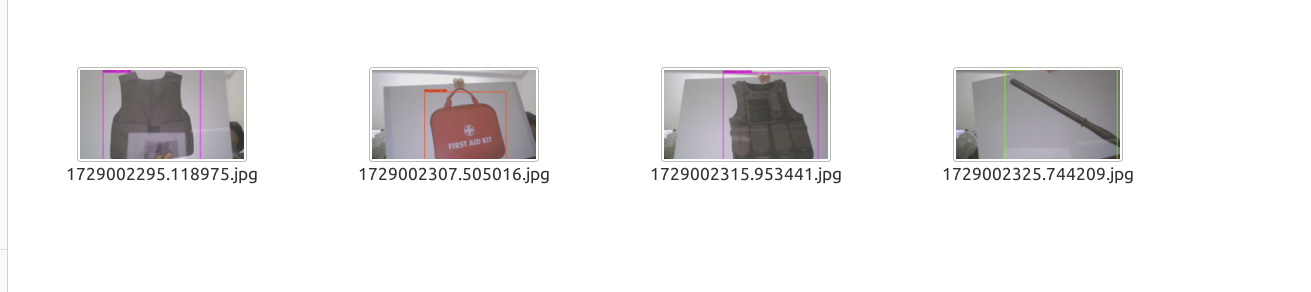 FIRST AID KIT
1729002295.118975.jpg
1729002307.505016.jpg
1729002315.953441.jpg
1729002325.744209.jpg